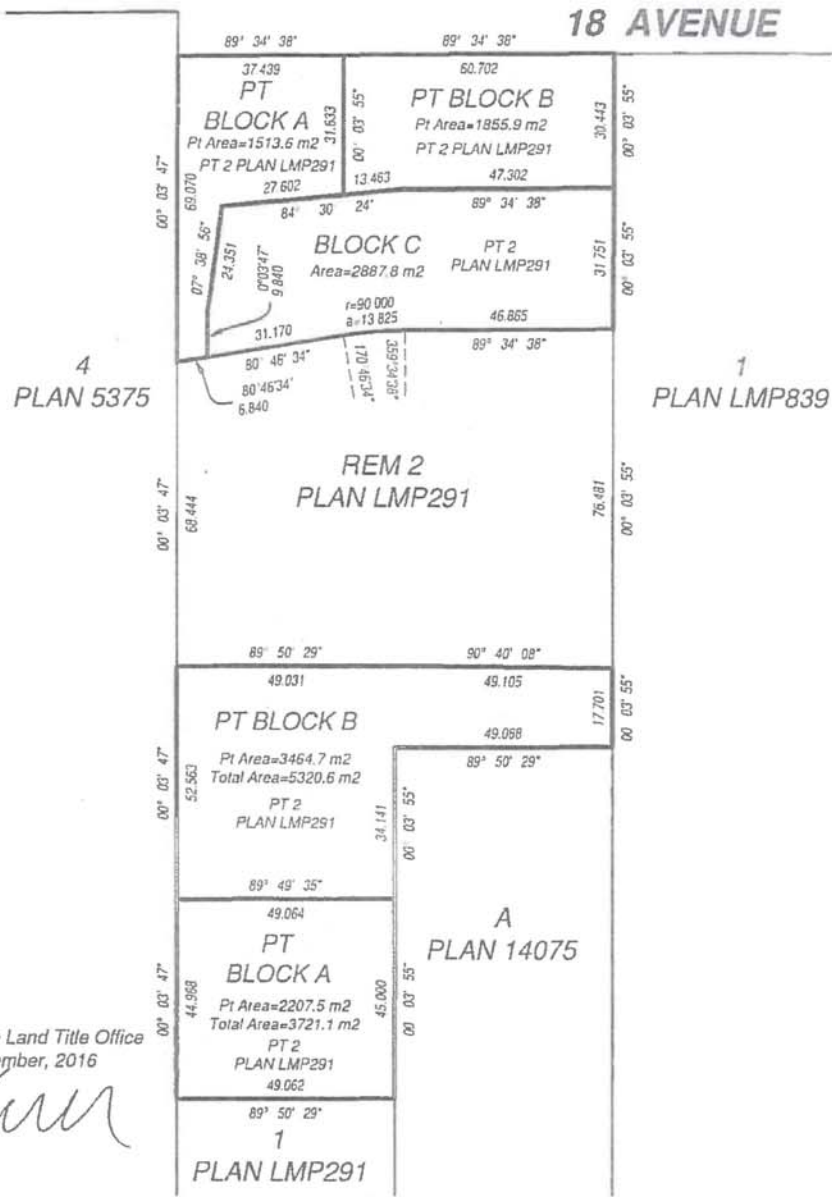 18 AVENUE
89° 34' 38"
89° 34' 38"
37.439
60.702
PT
BLOCK A
Pt Area=1513.6 m2
PT 2 PLAN LMP291
31.633
00° 03' 55"
PT BLOCK B
Pt Area=1855.9 m2
PT 2 PLAN LMP291
30.443
00° 03' 55"
00° 03' 47"
69.070
27.602
13.463
47.302
84° 30' 24"
89° 34' 38"
07° 38' 56"
24.351
0°03'47"
9.840
BLOCK C
Area=2887.8 m2
PT 2
PLAN LMP291
31.751
00° 03' 55"
r=90 000
a=13 825
31.170
46.865
80° 46' 34"
89° 34' 38"
170°46'34"
359°34'38"
80°46'34"
6.840
4
PLAN 5375
1
PLAN LMP839
REM 2
PLAN LMP291
00° 03' 47"
68.444
76.481
00° 03' 55"
89° 50' 29"
90° 40' 08"
49.031
49.105
PT BLOCK B
Pt Area=3464.7 m2
Total Area=5320.6 m2
PT 2
PLAN LMP291
17.701
00° 03' 55"
49.068
89° 50' 29"
00° 03' 47"
52.563
34.141
00° 03' 55"
89° 49' 35"
49.064
PT
BLOCK A
Pt Area=2207.5 m2
Total Area=3721.1 m2
PT 2
PLAN LMP291
49.062
00° 03' 47"
44.968
45.000
00° 03' 55"
A
PLAN 14075
Land Title Office
mber, 2016
89° 50' 29"
1
PLAN LMP291